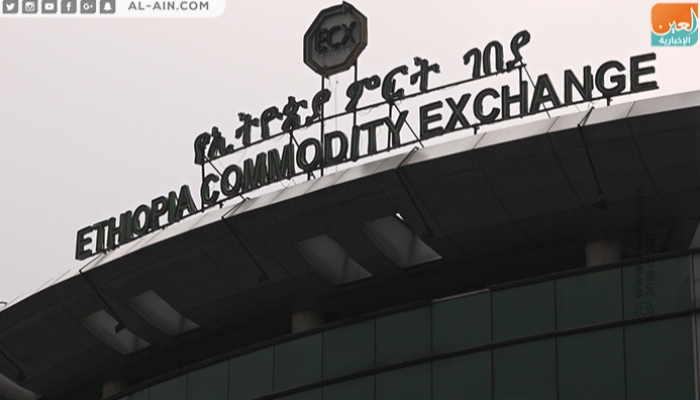 AL-AIN.COM
العين
الإخبارية
ECX
የኢትዮጵያ ምርት ገበያ
ETHIOPIA COMMODITY EXCHANGE